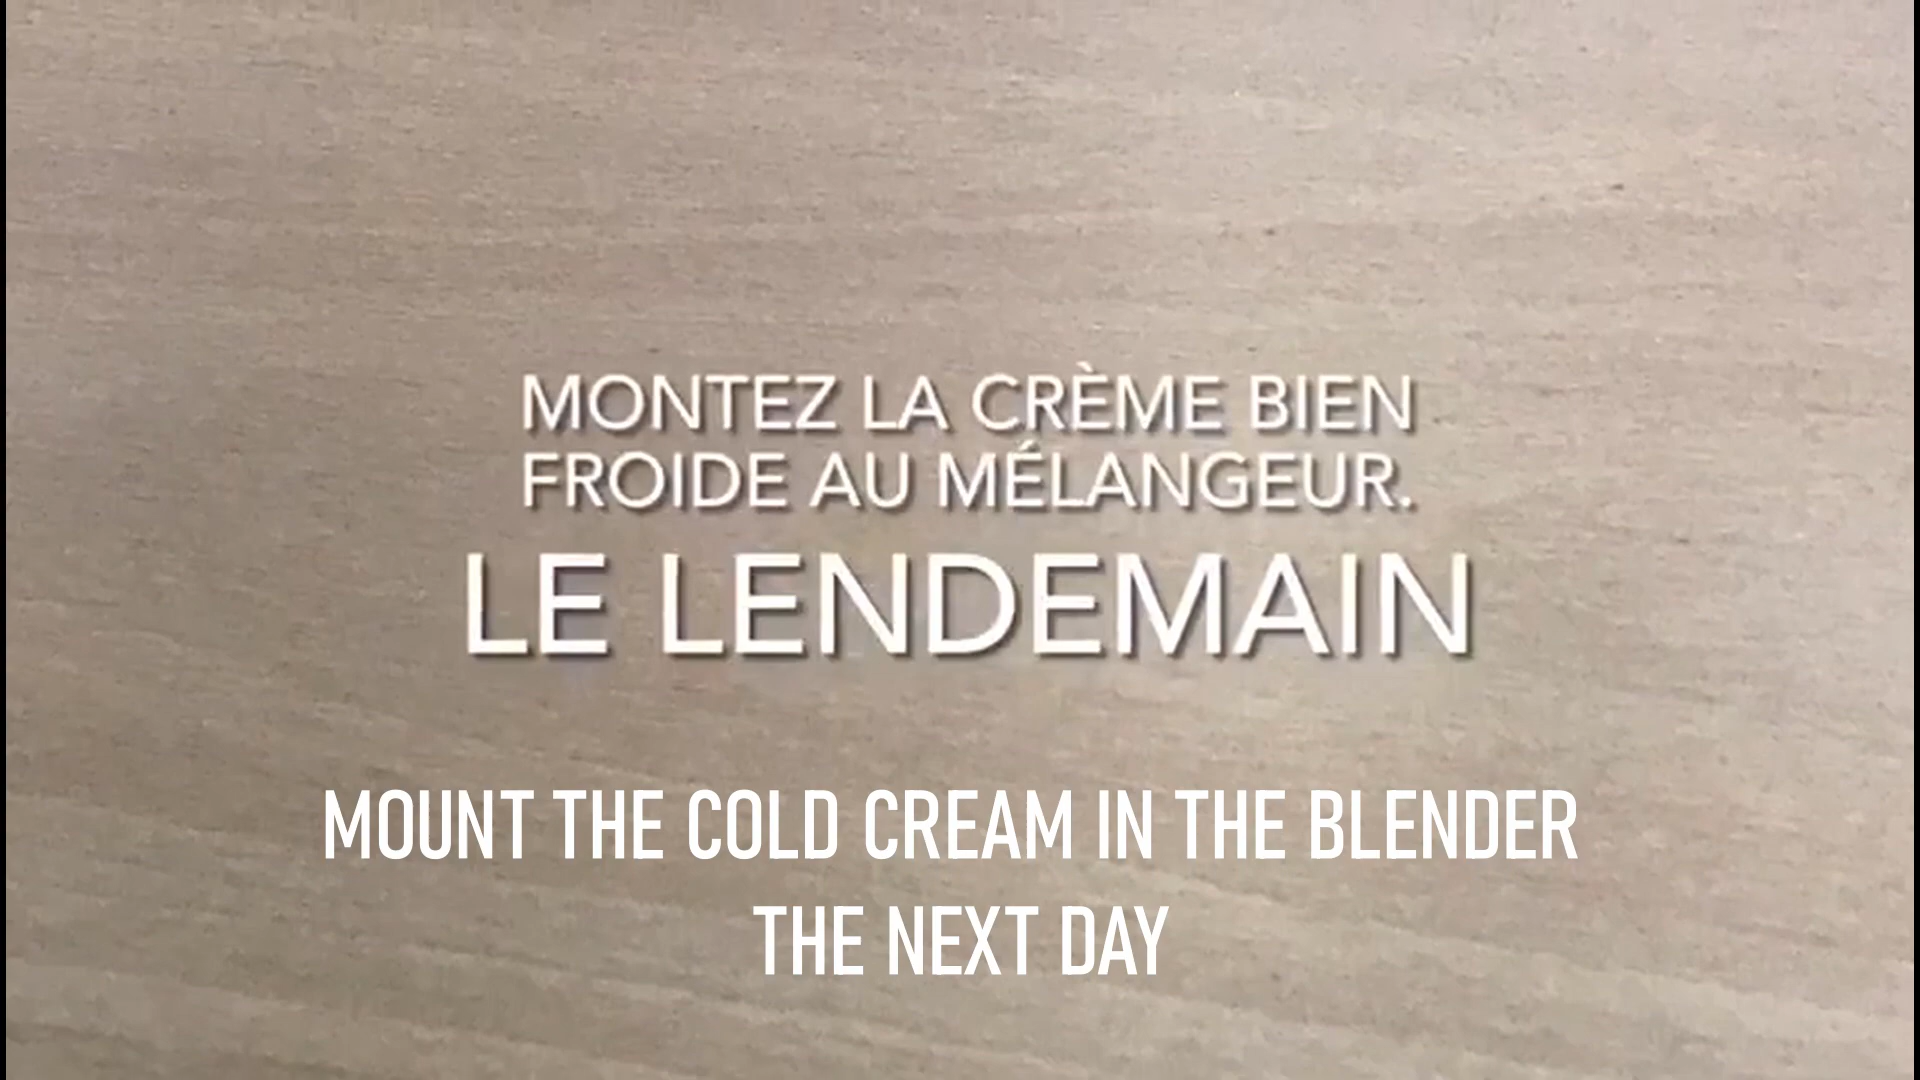 MONTEZ LA CRÈME BIEN
FROIDE AU MÉLANGEUR.
LE LENDEMAIN
MOUNT THE COLD CREAM IN THE BLENDER
THE NEXT DAY